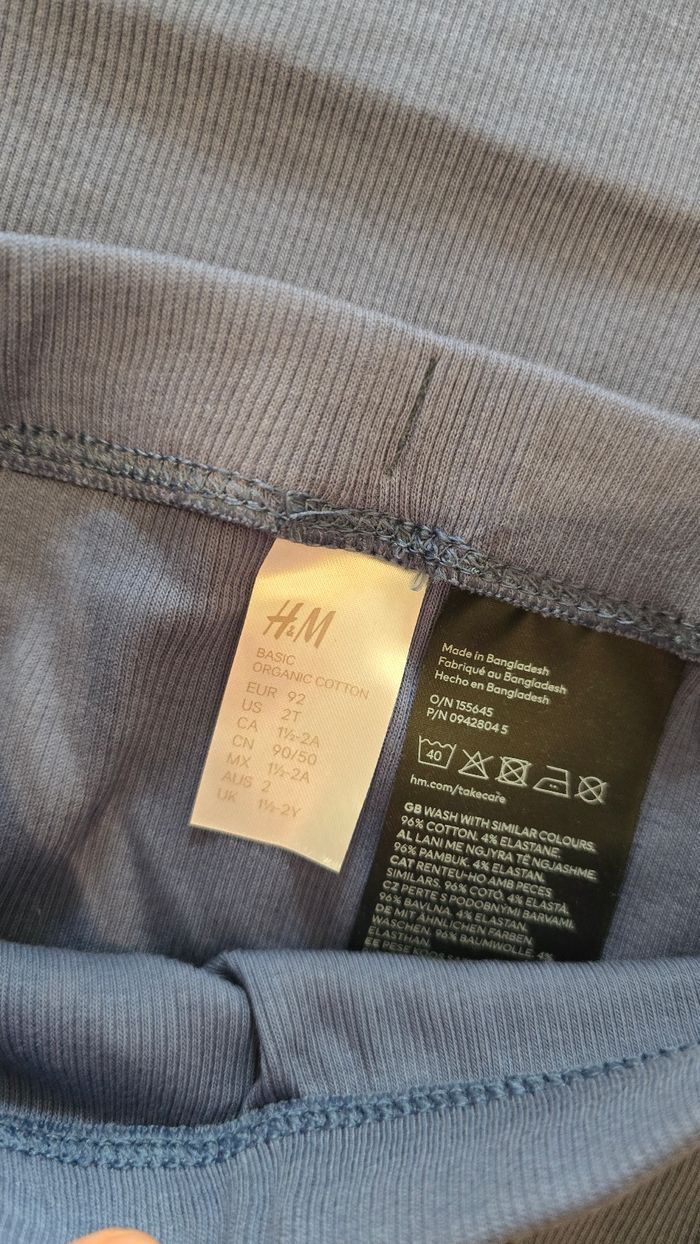 H&M
BASIC
ORGANIC COTTON
EUR 92
US 2T
CA 1½-2A
CN 90/50
MX 1½-2A
AUS 2
UK 1½-2Y
Made in Bangladesh
Fabriqué au Bangladesh
Hecho en Bangladesh
O/N 155645
P/N 0942804 5
40
hm.com/takecare
GB WASH WITH SIMILAR COLOURS.
96% COTTON. 4% ELASTANE.
AL LANI ME NGJYRA TË NGJASHME.
96% PAMBUK. 4% ELASTAN.
CAT RENTEU-HO AMB PECES
SIMILARS. 96% COTÓ. 4% ELASTÀ.
CZ PERTE S PODOBNÝMI BARVAMI.
96% BAVLNA. 4% ELASTAN.
DE MIT ÄHNLICHEN FARBEN
WASCHEN. 96% BAUMWOLLE. 4%
ELASTHAN.
EE PESE KOOS